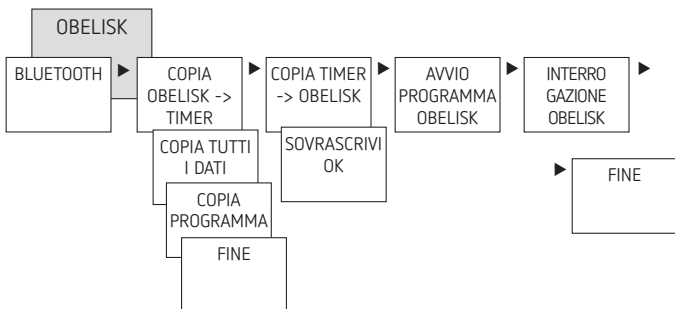 OBELISK
BLUETOOTH
COPIA
OBELISK ->
TIMER
COPIA TUTTI
I DATI
COPIA
PROGRAMMA
FINE
COPIA TIMER
-> OBELISK
SOVRASCRIVI
OK
AVVIO
PROGRAMMA
OBELISK
INTERRO
GAZIONE
OBELISK
FINE